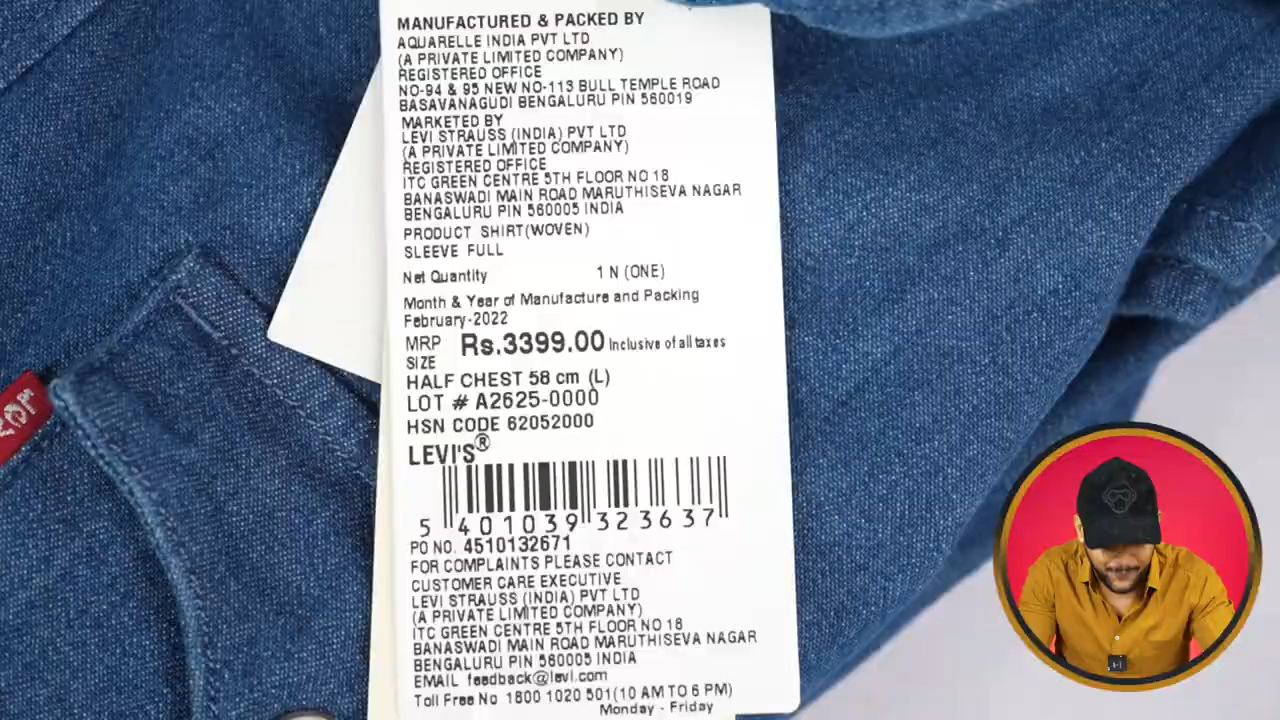 MANUFACTURED & PACKED BY
AQUARELLE INDIA PVT LTD
(A PRIVATE LIMITED COMPANY)
REGISTERED OFFICE
NO-94 & 95 NEW NO-113 BULL TEMPLE ROAD
BASAVANAGUDI BENGALURU PIN 560019
MARKETED BY
LEVI STRAUSS (INDIA) PVT LTD
(A PRIVATE LIMITED COMPANY)
REGISTERED OFFICE
ITC GREEN CENTRE 5TH FLOOR NO 18
BANASWADI MAIN ROAD MARUTHISEVA NAGAR
BENGALURU PIN 560005 INDIA
PRODUCT SHIRT(WOVEN)
SLEEVE FULL
Net Quantity 1 N (ONE)
Month & Year of Manufacture and Packing
February-2022
MRP Rs.3399.00 Inclusive of all taxes
SIZE
HALF CHEST 58 cm (L)
LOT # A2625-0000
HSN CODE 62052000
LEVI'S®
5 401039 323637
PO NO. 4510132671
FOR COMPLAINTS PLEASE CONTACT
CUSTOMER CARE EXECUTIVE
LEVI STRAUSS (INDIA) PVT LTD
(A PRIVATE LIMITED COMPANY)
ITC GREEN CENTRE 5TH FLOOR NO 18
BANASWADI MAIN ROAD MARUTHISEVA NAGAR
BENGALURU PIN 560005 INDIA
EMAIL feedback@levi.com
Toll Free No 1800 1020 501(10 AM TO 6 PM)
Monday - Friday